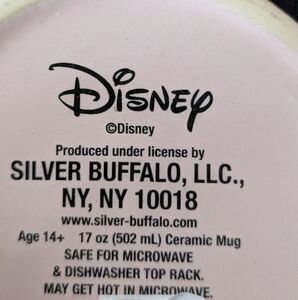 Disney
©Disney
Produced under license by
SILVER BUFFALO, LLC.,
NY, NY 10018
www.silver-buffalo.com
Age 14+ 17 oz (502 mL) Ceramic Mug
SAFE FOR MICROWAVE
& DISHWASHER TOP RACK.
MAY GET HOT IN MICROWAVE.